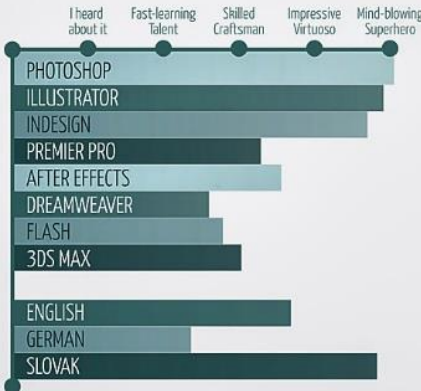 I heard
about it
Fast-learning
Talent
Skilled
Craftsman
Impressive
Virtuoso
Mind-blowing
Superhero
PHOTOSHOP
ILLUSTRATOR
INDESIGN
PREMIER PRO
AFTER EFFECTS
DREAMWEAVER
FLASH
3DS MAX
ENGLISH
GERMAN
SLOVAK